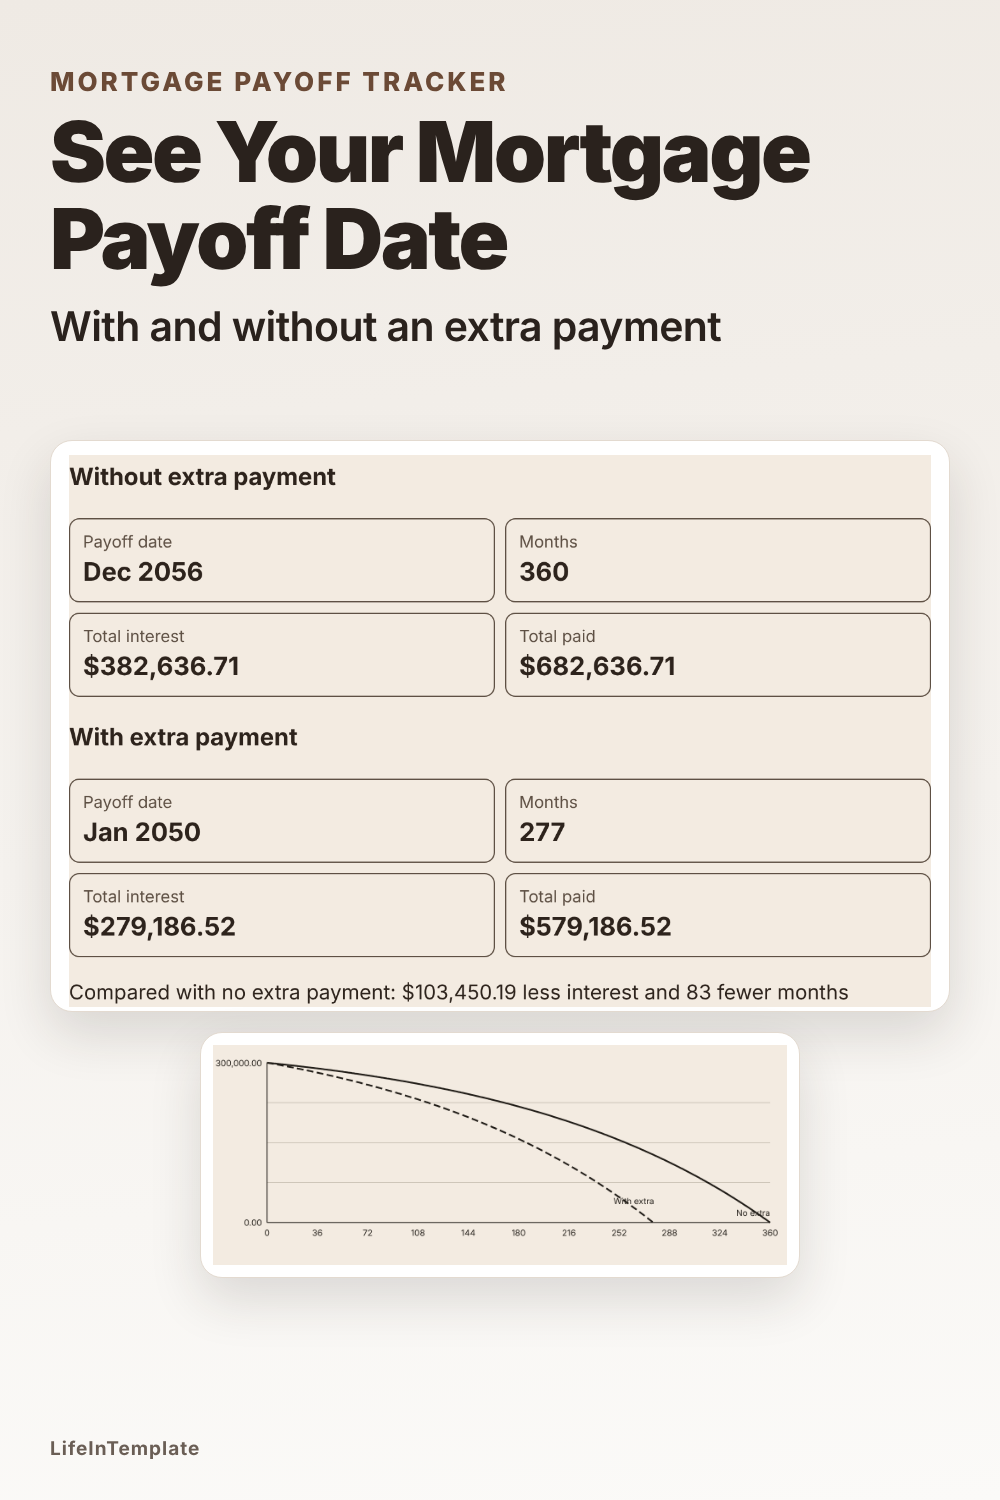 MORTGAGE PAYOFF TRACKER
See Your Mortgage
Payoff Date
With and without an extra payment
Without extra payment
Payoff date
Dec 2056
Months
360
Total interest
$382,636.71
Total paid
$682,636.71
With extra payment
Payoff date
Jan 2050
Months
277
Total interest
$279,186.52
Total paid
$579,186.52
Compared with no extra payment: $103,450.19 less interest and 83 fewer months
300,000.00
With extra
No extra
0.00
0 36 72 108 144 180 216 252 288 324 360
LifeInTemplate